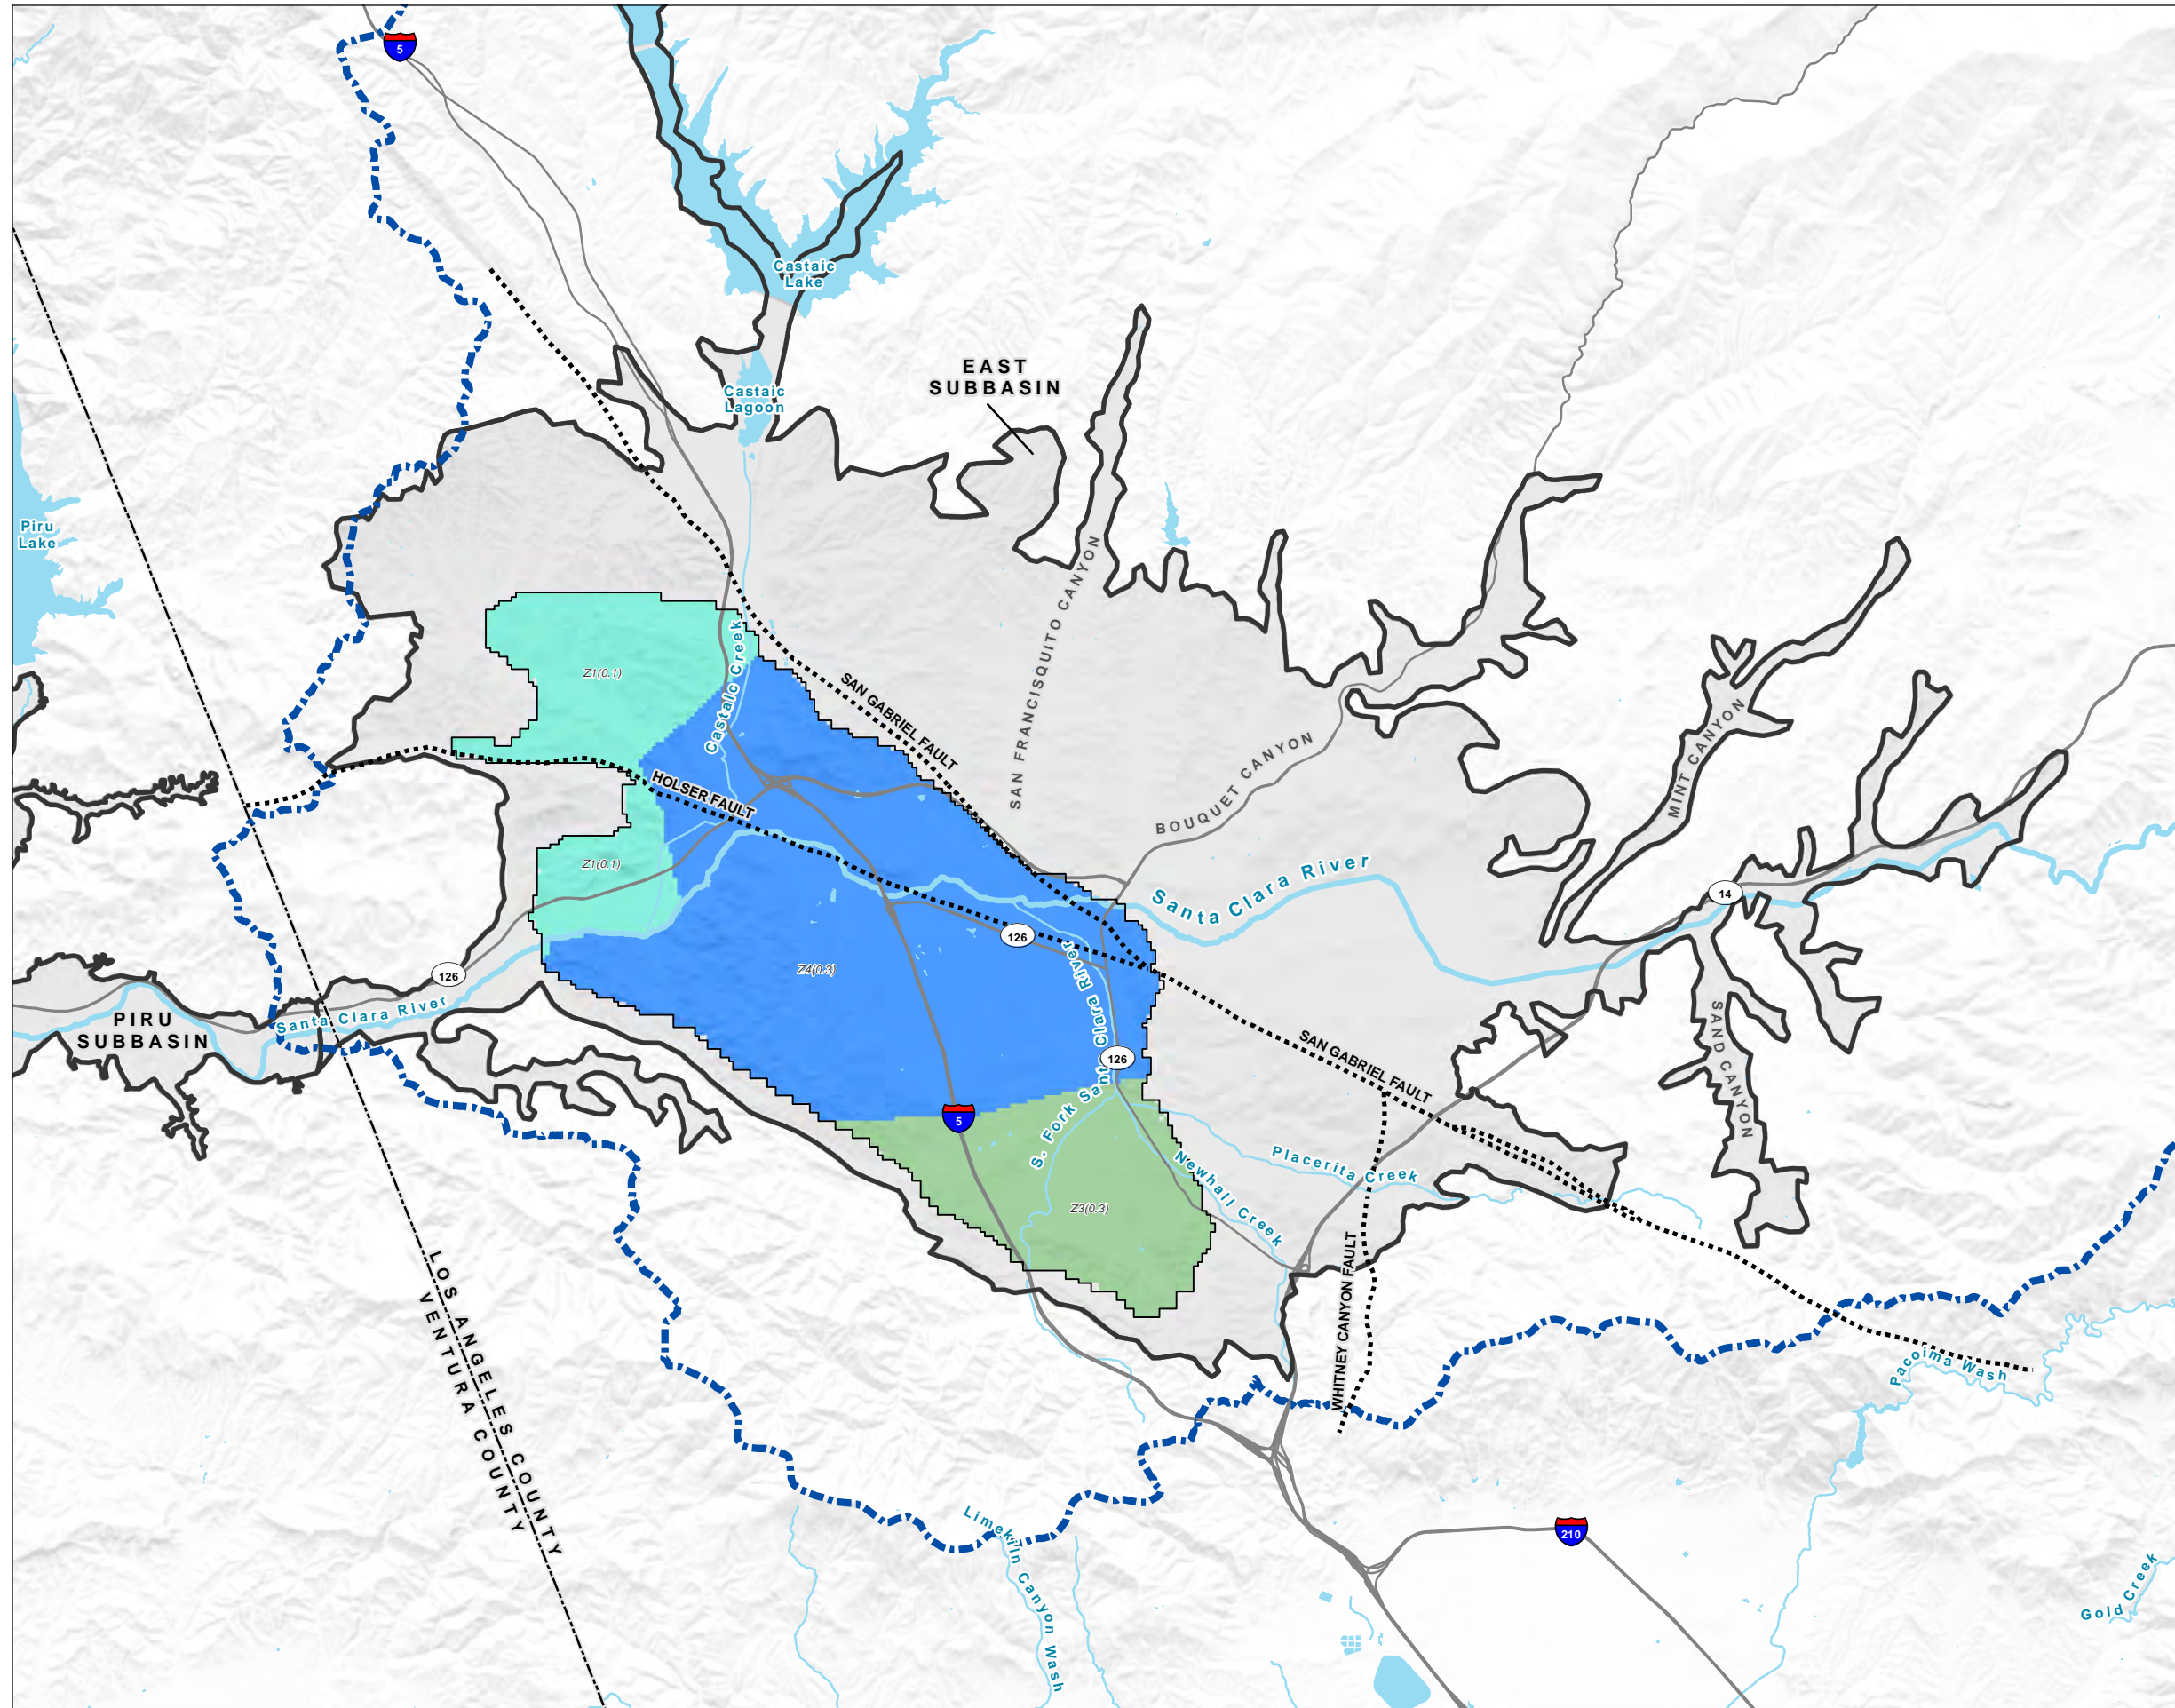 5
Castaic
Lake
EAST
SUBBASIN
Castaic
Lagoon
Piru
Lake
SAN FRANCISQUITO CANYON
Castaic Creek
Z1(0.1)
SAN GABRIEL FAULT
MINT CANYON
BOUQUET CANYON
HOLSER FAULT
Z1(0.1)
Santa Clara River
14
126
126
Z4(0.3)
Santa Clara River
PIRU
SUBBASIN
S. Fork Santa Clara River
126
SAN GABRIEL FAULT
SAND CANYON
5
Placerita Creek
Newhall Creek
Z3(0.3)
WHITNEY CANYON FAULT
LOS ANGELES COUNTY
VENTURA COUNTY
Pacoima Wash
Limekiln Canyon Wash
210
Gold Creek